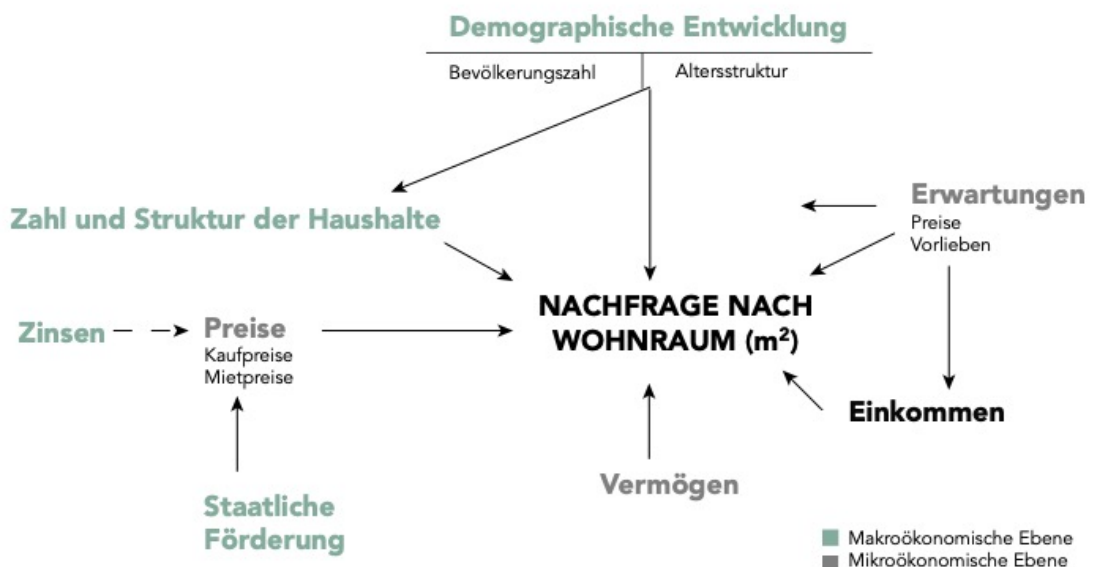 Demographische Entwicklung
Bevölkerungszahl
Altersstruktur
Zahl und Struktur der Haushalte
Erwartungen
Preise
Vorlieben
NACHFRAGE NACH
WOHNRAUM (m²)
Zinsen
Preise
Kaufpreise
Mietpreise
Einkommen
Vermögen
Staatliche
Förderung
Makroökonomische Ebene
Mikroökonomische Ebene